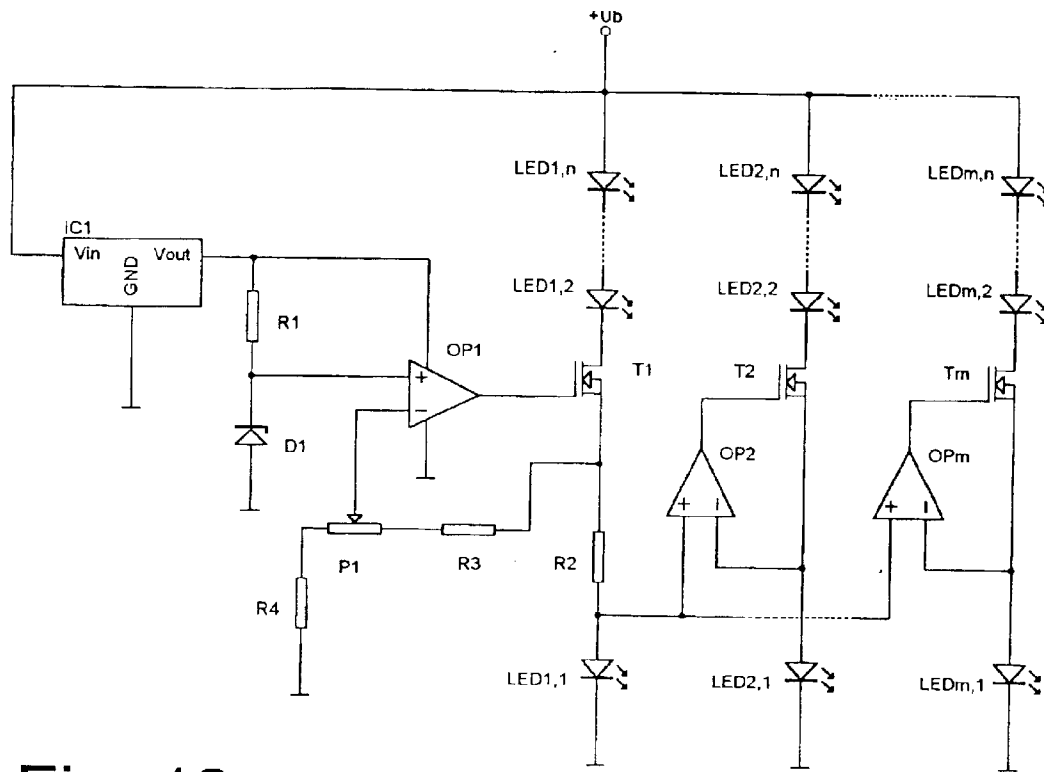 +Ub
LED1,n
LED2,n
LEDm,n
IC1
Vin
Vout
GND
LED1,2
LED2,2
LEDm,2
R1
OP1
T1
T2
Tm
+
−
D1
OP2
OPm
+
−
+
−
P1
R3
R2
R4
LED1,1
LED2,1
LEDm,1